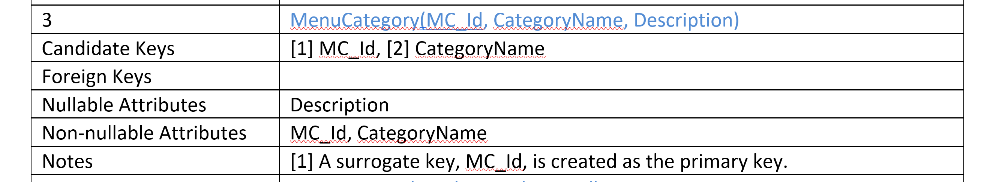 3 MenuCategory(MC_Id, CategoryName, Description)
Candidate Keys [1] MC_Id, [2] CategoryName
Foreign Keys
Nullable Attributes Description
Non-nullable Attributes MC_Id, CategoryName
Notes [1] A surrogate key, MC_Id, is created as the primary key.